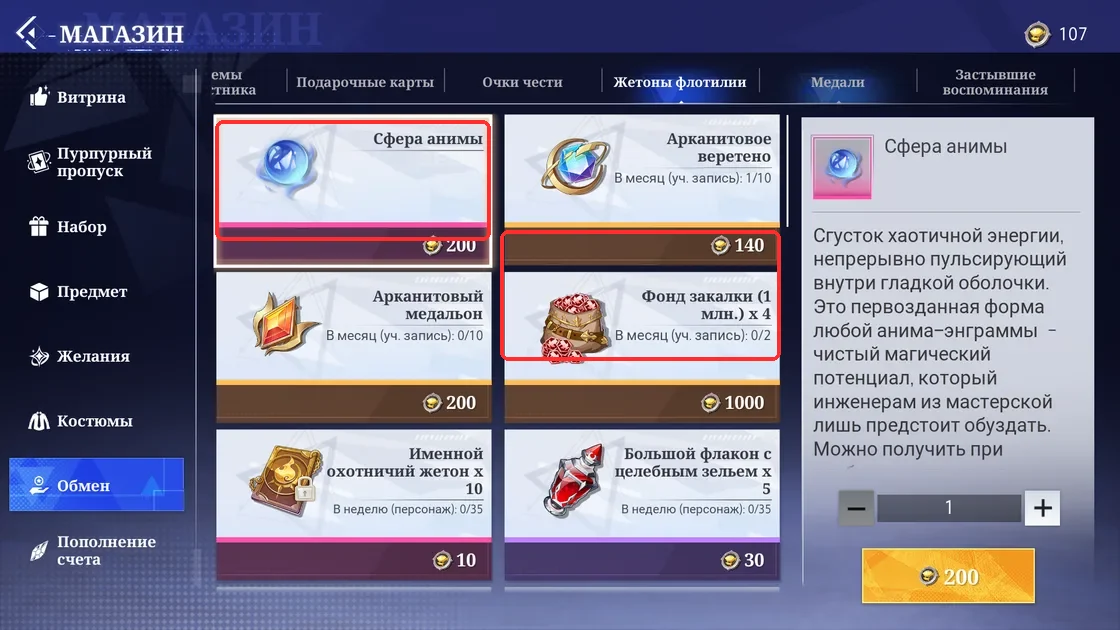 МАГАЗИН
107
Витрина
Пурпурный
пропуск
Набор
Предмет
Желания
Костюмы
Обмен
Пополнение
счета
емы
стника
Подарочные карты
Очки чести
Жетоны флотилии
Медали
Застывшие
воспоминания
Сфера анимы
200
Арканитовое
веретено
В месяц (уч. запись): 1/10
140
Арканитовый
медальон
В месяц (уч. запись): 0/10
200
Фонд закалки (1
млн.) x 4
В месяц (уч. запись): 0/2
1000
Именной
охотничий жетон x
10
В неделю (персонаж): 0/35
10
Большой флакон с
целебным зельем x
5
В неделю (персонаж): 0/35
30
Сфера анимы
Сгусток хаотичной энергии,
непрерывно пульсирующий
внутри гладкой оболочки.
Это первозданная форма
любой анима-энграммы -
чистый магический
потенциал, который
инженерам из мастерской
лишь предстоит обуздать.
Можно получить при
1
200